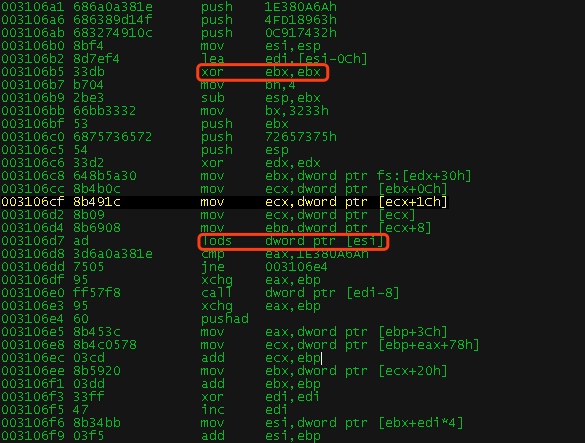 003106a1 686a0a381e push 1E380A6Ah
003106a6 686389d14f push 4FD18963h
003106ab 683274910c push 0C917432h
003106b0 8bf4 mov esi,esp
003106b2 8d7ef4 lea edi,[esi-0Ch]
003106b5 33db xor ebx,ebx
003106b7 b704 mov bh,4
003106b9 2be3 sub esp,ebx
003106bb 66bb3332 mov bx,3233h
003106bf 53 push ebx
003106c0 6875736572 push 72657375h
003106c5 54 push esp
003106c6 33d2 xor edx,edx
003106c8 648b5a30 mov ebx,dword ptr fs:[edx+30h]
003106cc 8b4b0c mov ecx,dword ptr [ebx+0Ch]
003106cf 8b491c mov ecx,dword ptr [ecx+1Ch]
003106d2 8b09 mov ecx,dword ptr [ecx]
003106d4 8b6908 mov ebp,dword ptr [ecx+8]
003106d7 ad lods dword ptr [esi]
003106d8 3d6a0a381e cmp eax,1E380A6Ah
003106dd 7505 jne 003106e4
003106df 95 xchg eax,ebp
003106e0 ff57f8 call dword ptr [edi-8]
003106e3 95 xchg eax,ebp
003106e4 60 pushad
003106e5 8b453c mov eax,dword ptr [ebp+3Ch]
003106e8 8b4c0578 mov ecx,dword ptr [ebp+eax+78h]
003106ec 03cd add ecx,ebp
003106ee 8b5920 mov ebx,dword ptr [ecx+20h]
003106f1 03dd add ebx,ebp
003106f3 33ff xor edi,edi
003106f5 47 inc edi
003106f6 8b34bb mov esi,dword ptr [ebx+edi*4]
003106f9 03f5 add esi,ebp